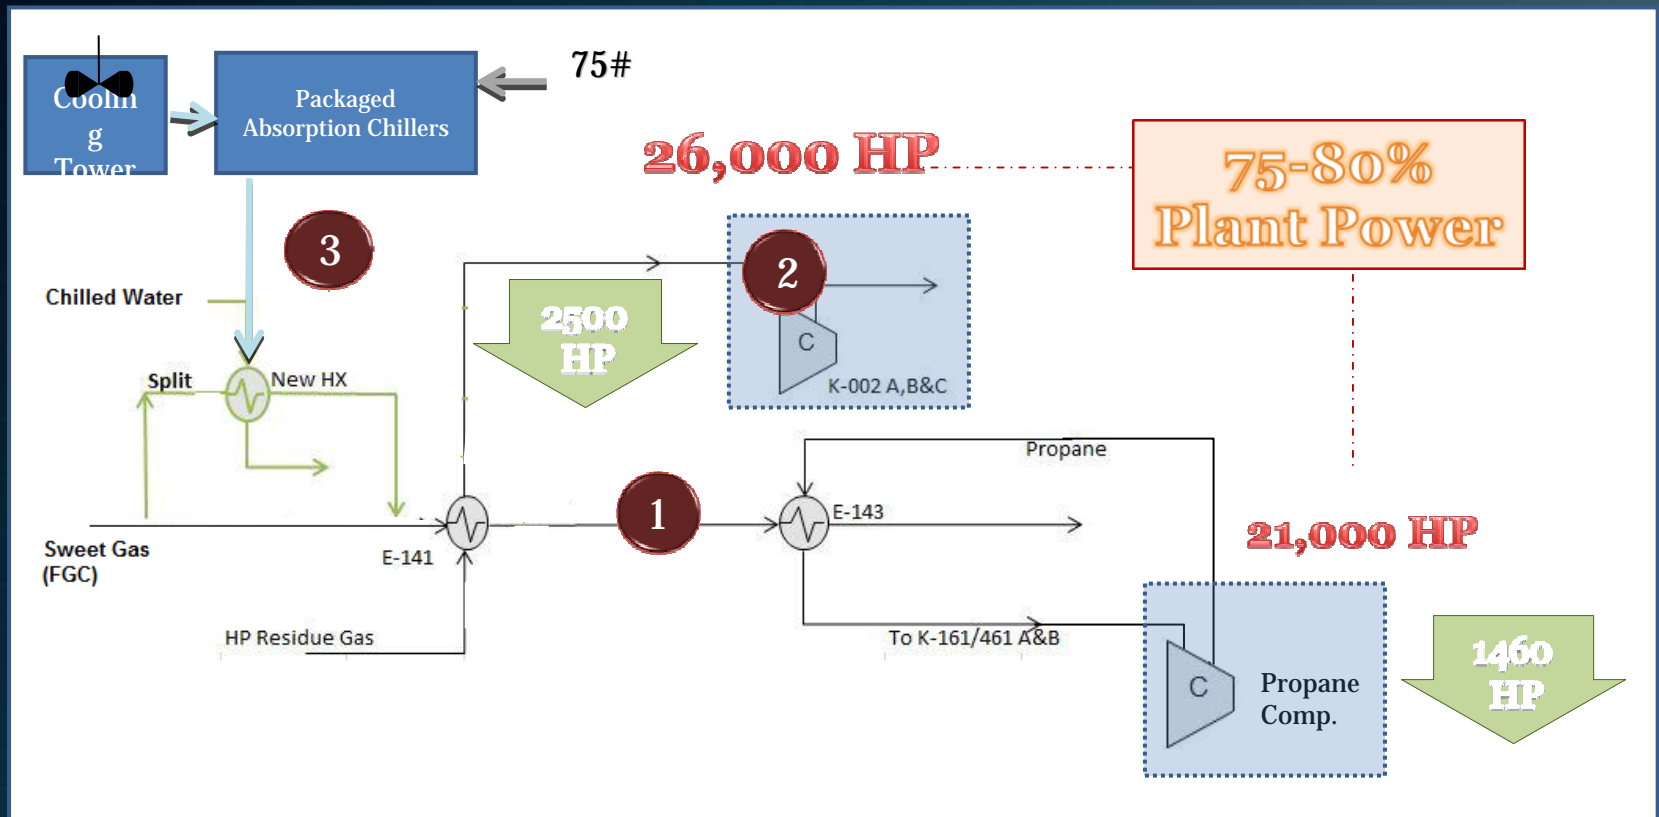 75#
Coolin
g
Tower
Packaged
Absorption Chillers
26,000 HP
75-80%
Plant Power
3
2
Chilled Water
2500
HP
C
K-002 A,B&C
Split
New HX
Propane
1
E-143
Sweet Gas
(FGC)
E-141
21,000 HP
HP Residue Gas
To K-161/461 A&B
C
Propane
Comp.
1460
HP